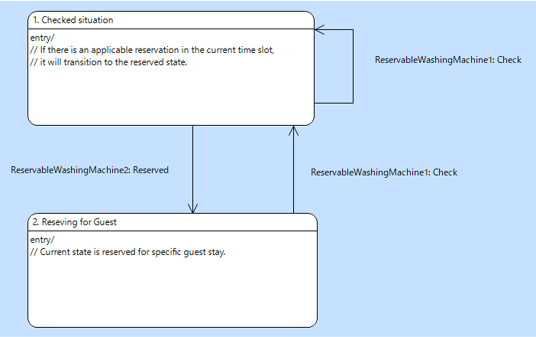 1. Checked situation
entry/
// If there is an applicable reservation in the current time slot,
// it will transition to the reserved state.
ReservableWashingMachine1: Check
ReservableWashingMachine2: Reserved
ReservableWashingMachine1: Check
2. Reseving for Guest
entry/
// Current state is reserved for specific guest stay.